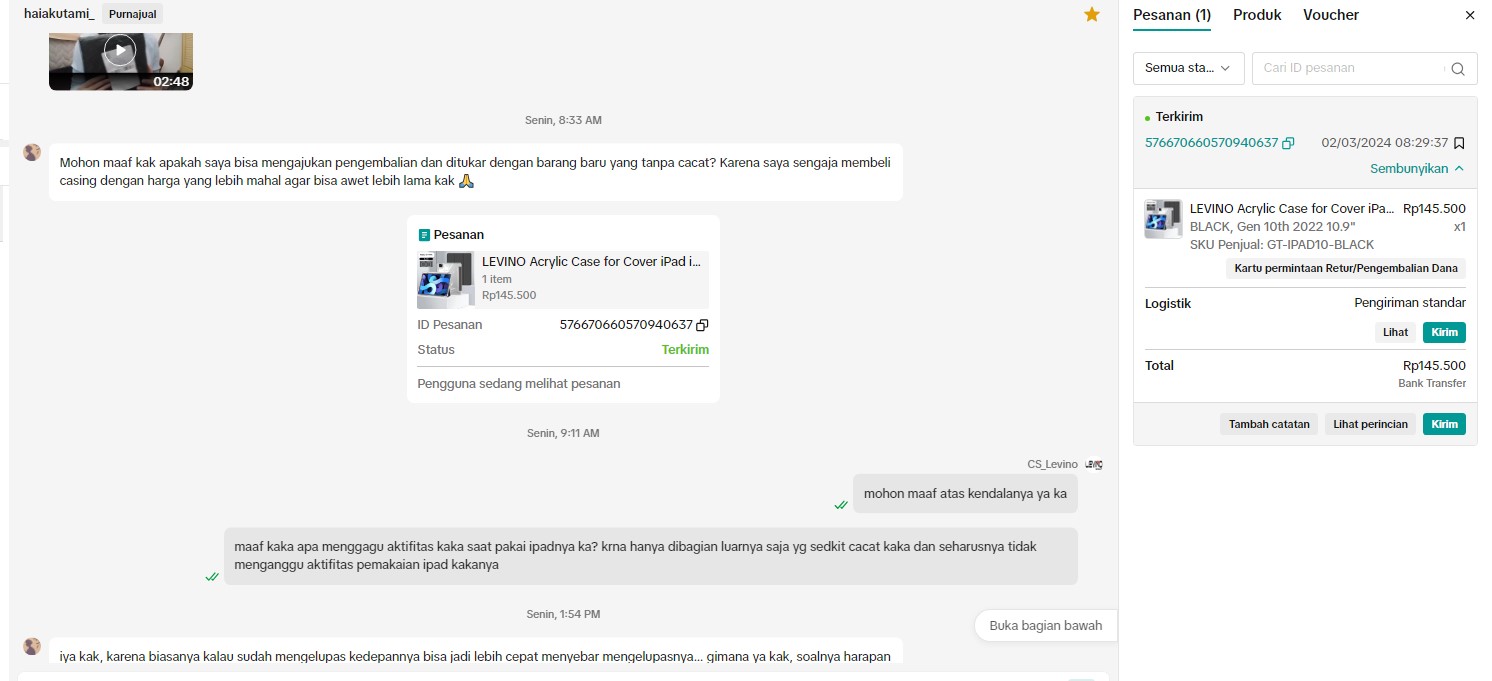 haiakutami_ Purnajual
02:48
Senin, 8:33 AM
Mohon maaf kak apakah saya bisa mengajukan pengembalian dan ditukar dengan barang baru yang tanpa cacat? Karena saya sengaja membeli
casing dengan harga yang lebih mahal agar bisa awet lebih lama kak 🙏
Pesanan
LEVINO Acrylic Case for Cover iPad i...
1 item
Rp145.500
ID Pesanan 576670660570940637
Status Terkirim
Pengguna sedang melihat pesanan
Senin, 9:11 AM
CS_Levino
mohon maaf atas kendalanya ya ka
maaf kaka apa menggagu aktifitas kaka saat pakai ipadnya ka? krna hanya dibagian luarnya saja yg sedkit cacat kaka dan seharusnya tidak
menganggu aktifitas pemakaian ipad kakanya
Senin, 1:54 PM
Buka bagian bawah
iya kak, karena biasanya kalau sudah mengelupas kedepannya bisa jadi lebih cepat menyebar mengelupasnya... gimana ya kak, soalnya harapan
Pesanan (1) Produk Voucher
Semua sta... Cari ID pesanan
Terkirim
576670660570940637 02/03/2024 08:29:37
Sembunyikan
LEVINO Acrylic Case for Cover iPa... Rp145.500
BLACK, Gen 10th 2022 10.9" x1
SKU Penjual: GT-IPAD10-BLACK
Kartu permintaan Retur/Pengembalian Dana
Logistik Pengiriman standar
Lihat Kirim
Total Rp145.500
Bank Transfer
Tambah catatan Lihat perincian Kirim